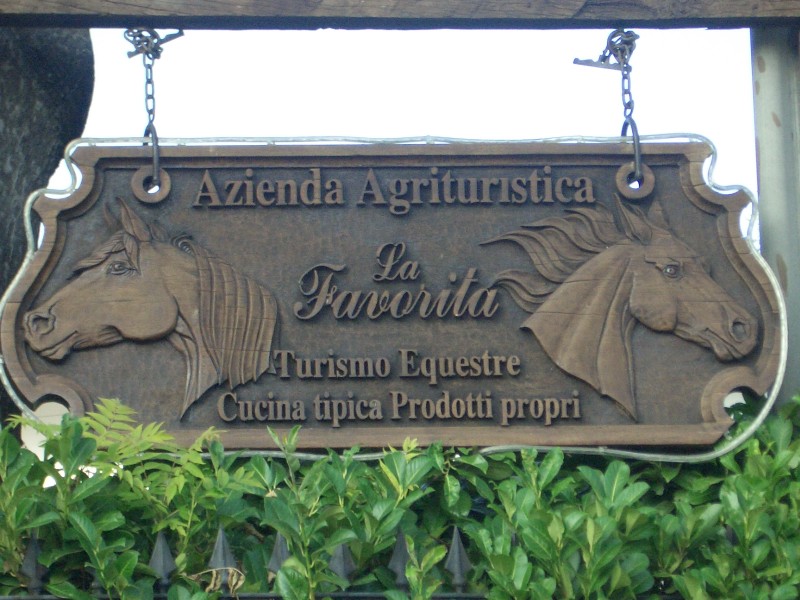 Azienda Agrituristica
La
Favorita
Turismo Equestre
Cucina tipica Prodotti propri